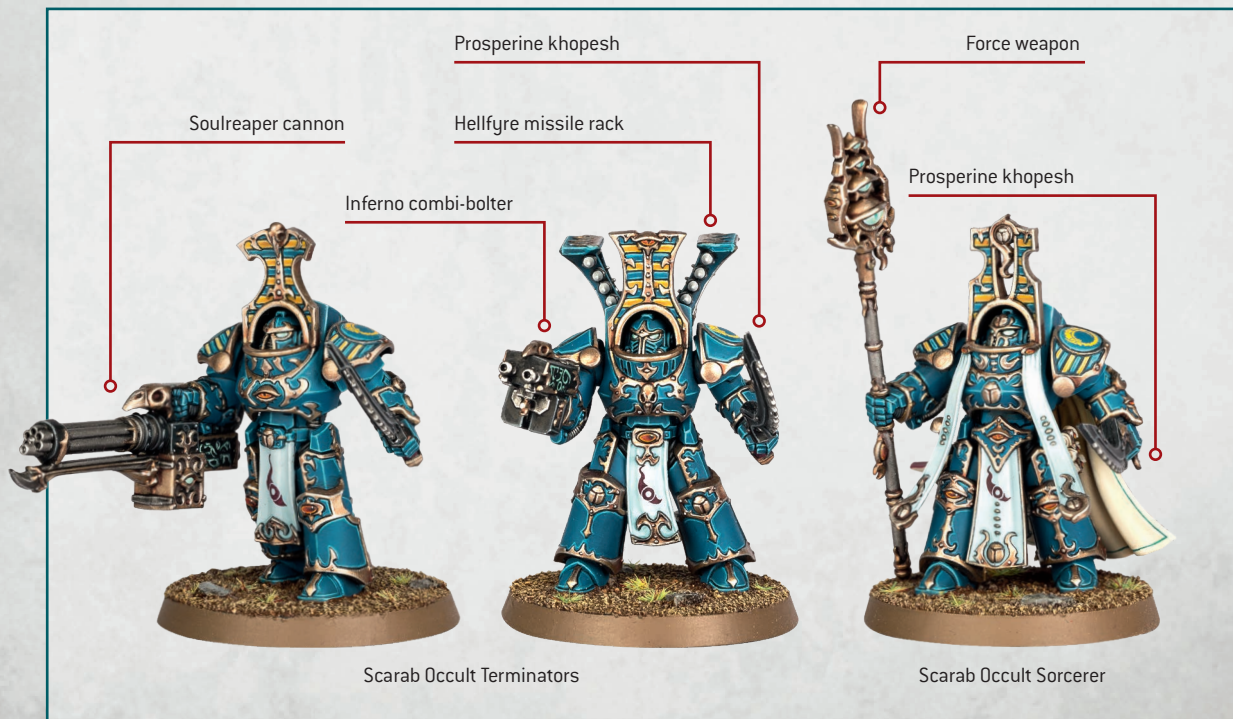 Prosperine khopesh
Force weapon
Soulreaper cannon
Hellfyre missile rack
Prosperine khopesh
Inferno combi-bolter
Scarab Occult Terminators
Scarab Occult Sorcerer